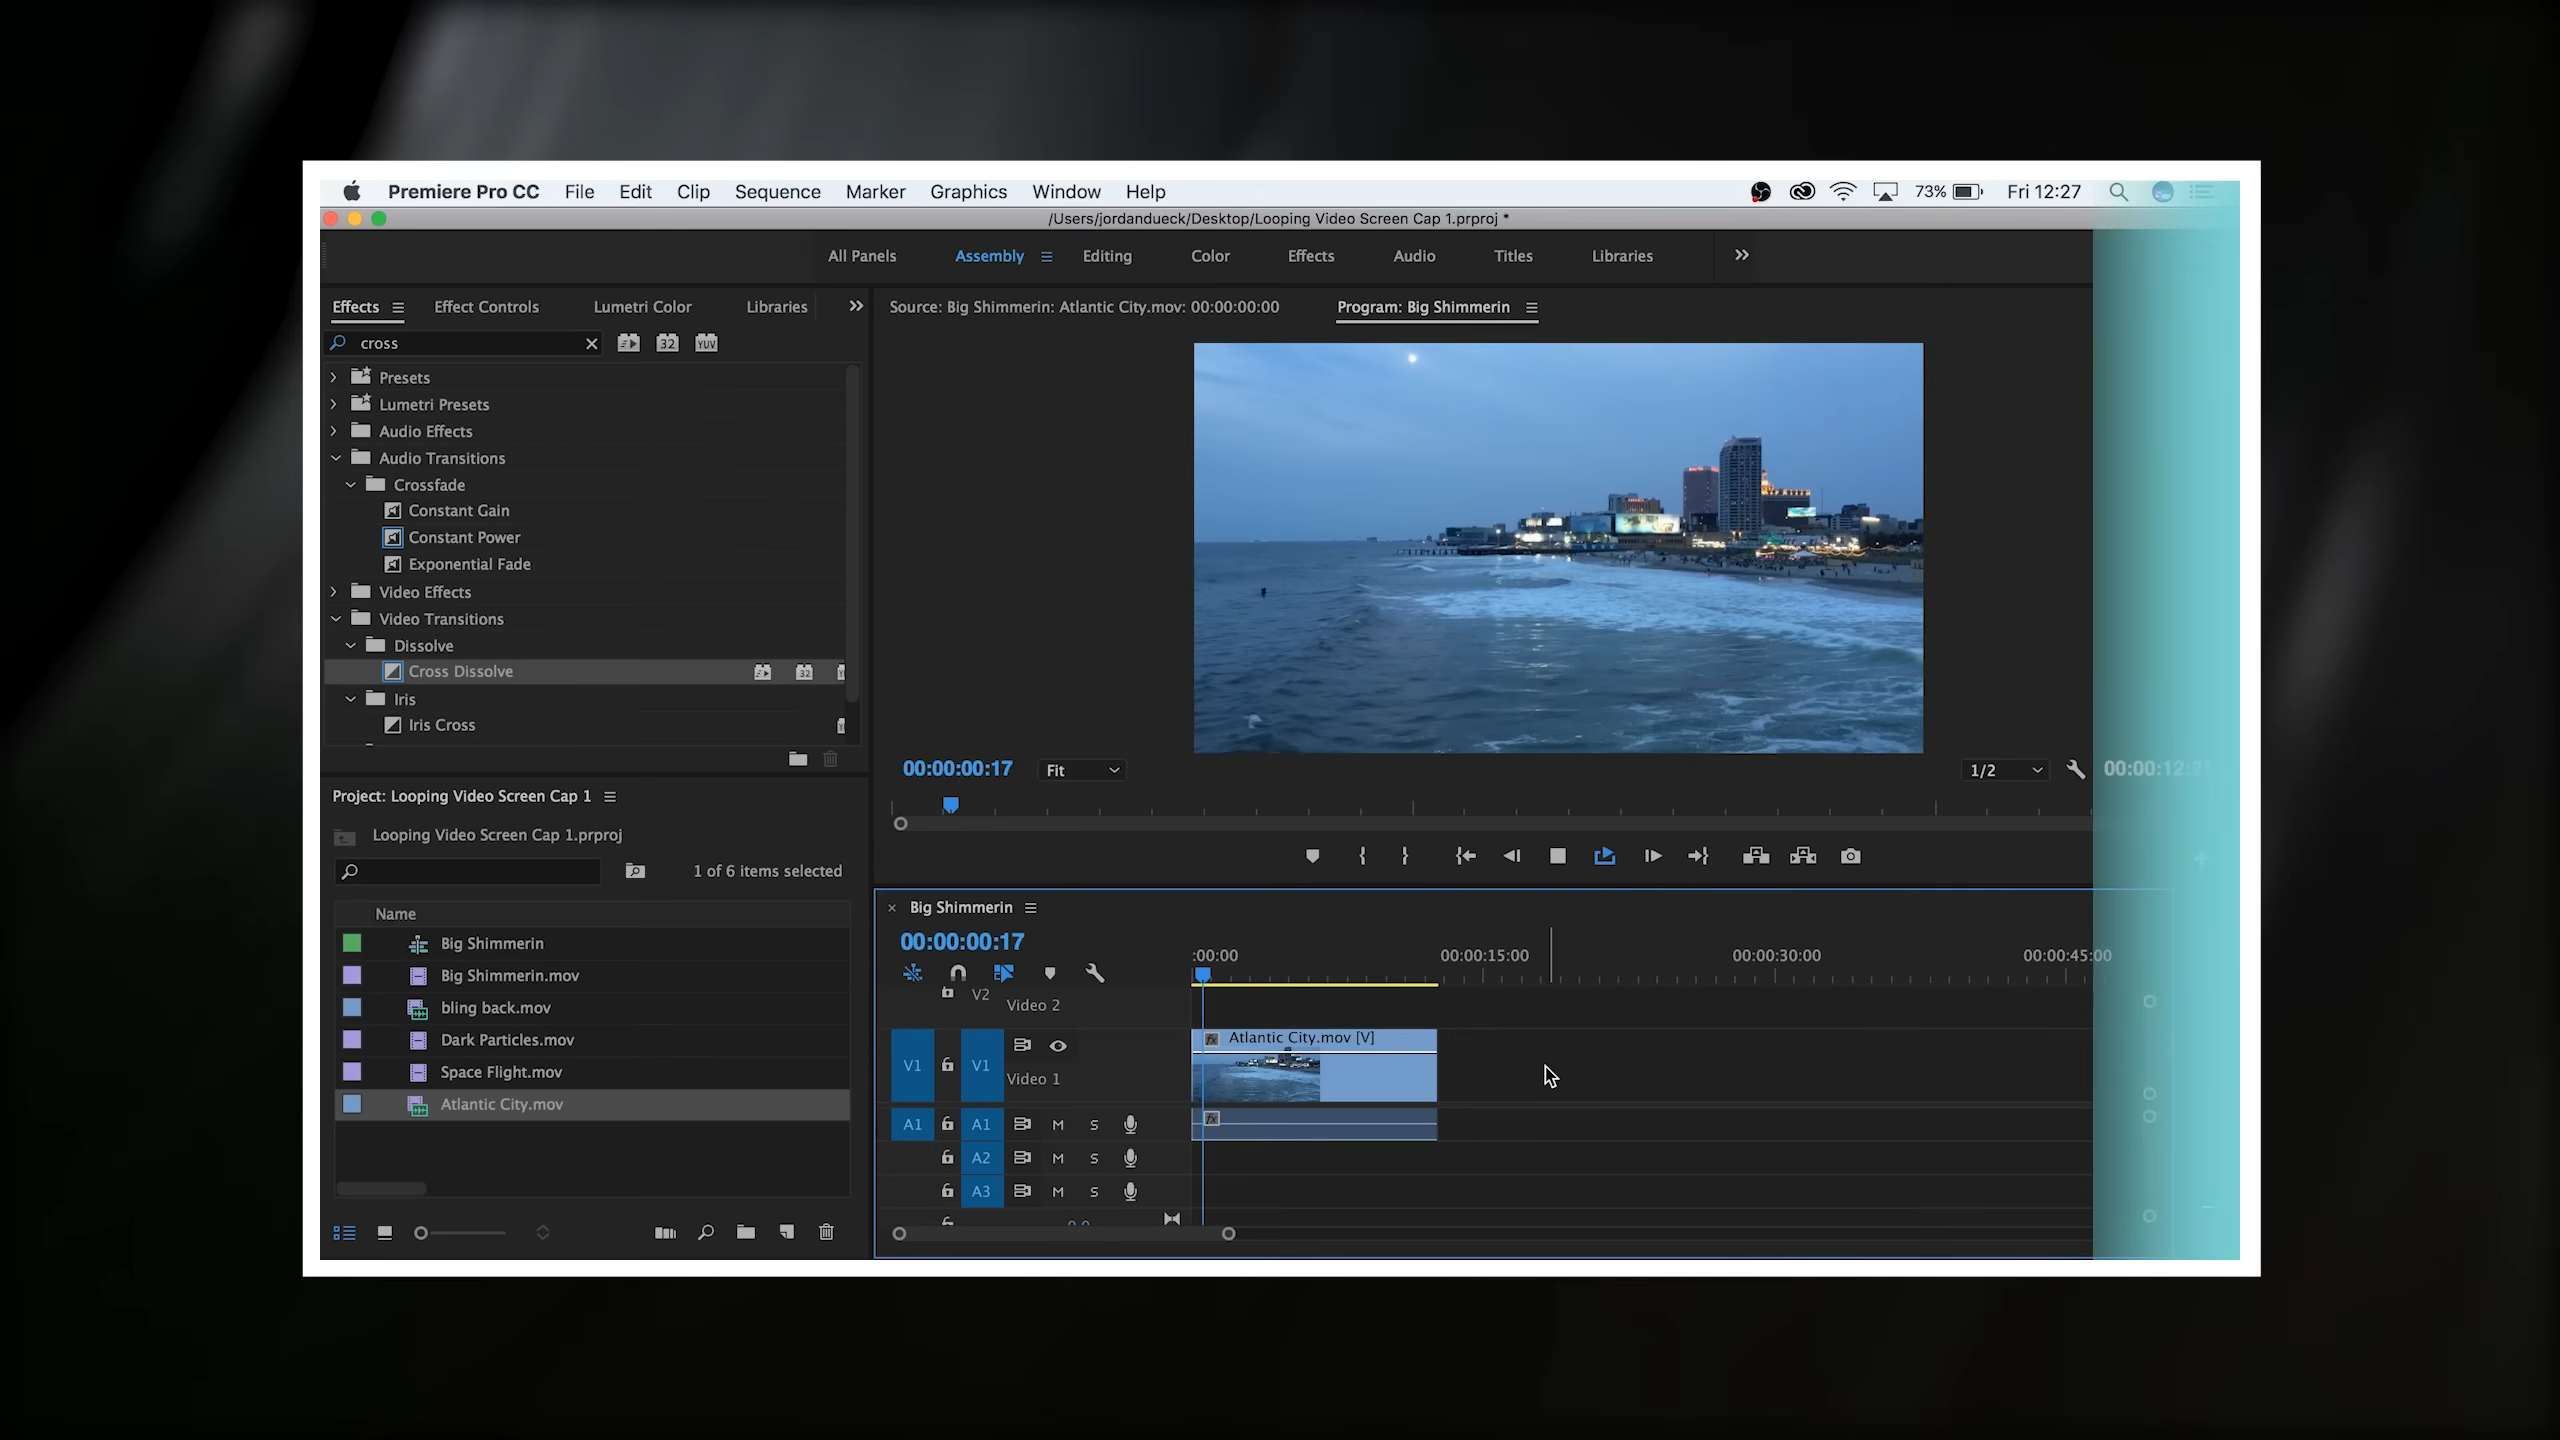 Premiere Pro CC File Edit Clip Sequence Marker Graphics Window Help 73% Fri 12:27
/Users/jordandueck/Desktop/Looping Video Screen Cap 1.prproj *
All Panels Assembly Editing Color Effects Audio Titles Libraries
Effects Effect Controls Lumetri Color Libraries
cross 32 YUV
Presets
Lumetri Presets
Audio Effects
Audio Transitions
Crossfade
Constant Gain
Constant Power
Exponential Fade
Video Effects
Video Transitions
Dissolve
Cross Dissolve 32
Iris
Iris Cross
Source: Big Shimmerin: Atlantic City.mov: 00:00:00:00 Program: Big Shimmerin
00:00:00:17 Fit 1/2
Project: Looping Video Screen Cap 1
Looping Video Screen Cap 1.prproj
1 of 6 items selected
Name
Big Shimmerin
Big Shimmerin.mov
bling back.mov
Dark Particles.mov
Space Flight.mov
Atlantic City.mov
Big Shimmerin
00:00:00:17
:00:00 00:00:15:00 00:00:30:00 00:00:45:00
V2 Video 2
Atlantic City.mov [V]
V1 V1 Video 1
A1 A1 M S
A2 M S
A3 M S